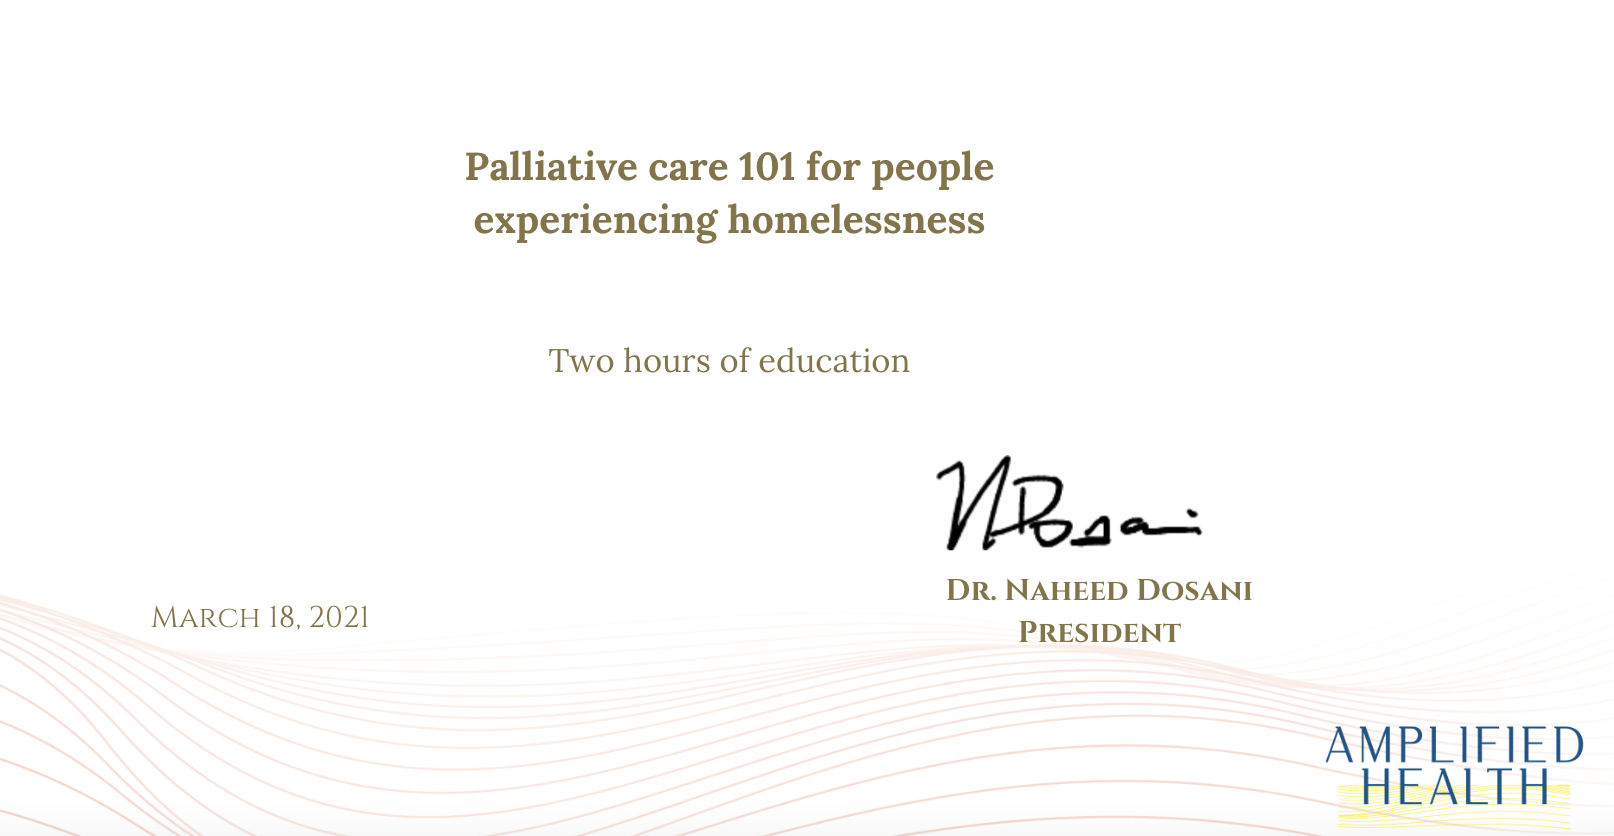 Palliative care 101 for people
experiencing homelessness
Two hours of education
NDosani
Dr. Naheed Dosani
President
March 18, 2021
AMPLIFIED
HEALTH